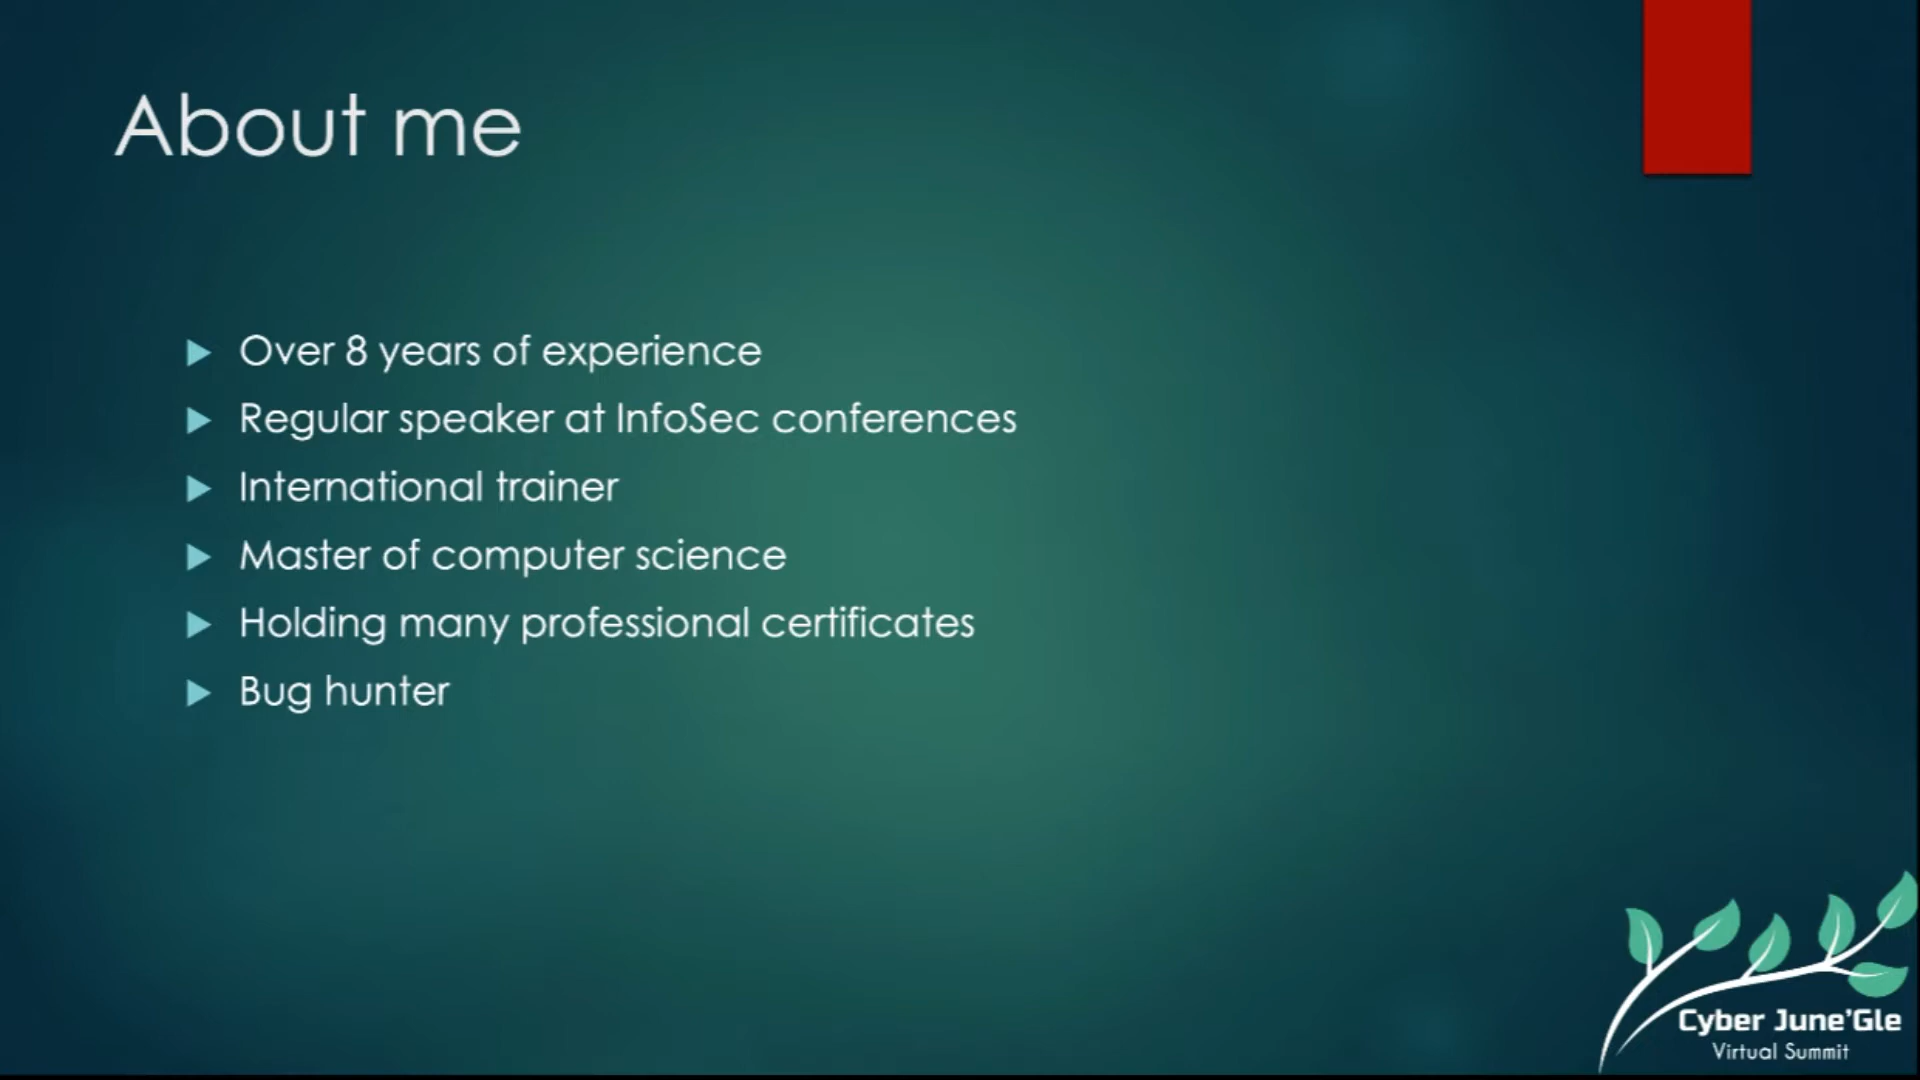 About me
Over 8 years of experience
Regular speaker at InfoSec conferences
International trainer
Master of computer science
Holding many professional certificates
Bug hunter
Cyber June'Gle
Virtual Summit